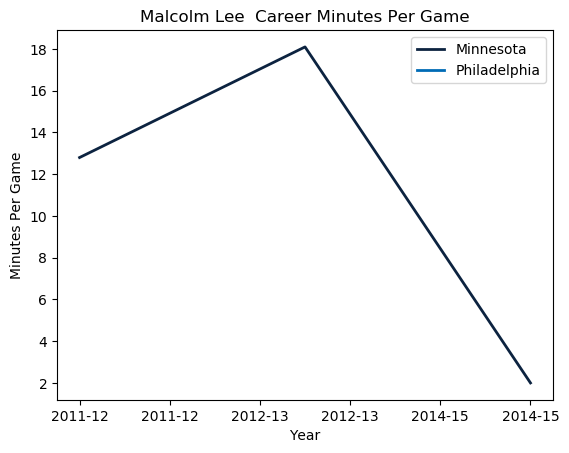 Malcolm Lee  Career Minutes Per Game
Minnesota
Philadelphia
18
16
14
12
10
8
6
4
2
Minutes Per Game
2011-12 2011-12 2012-13 2012-13 2014-15 2014-15
Year